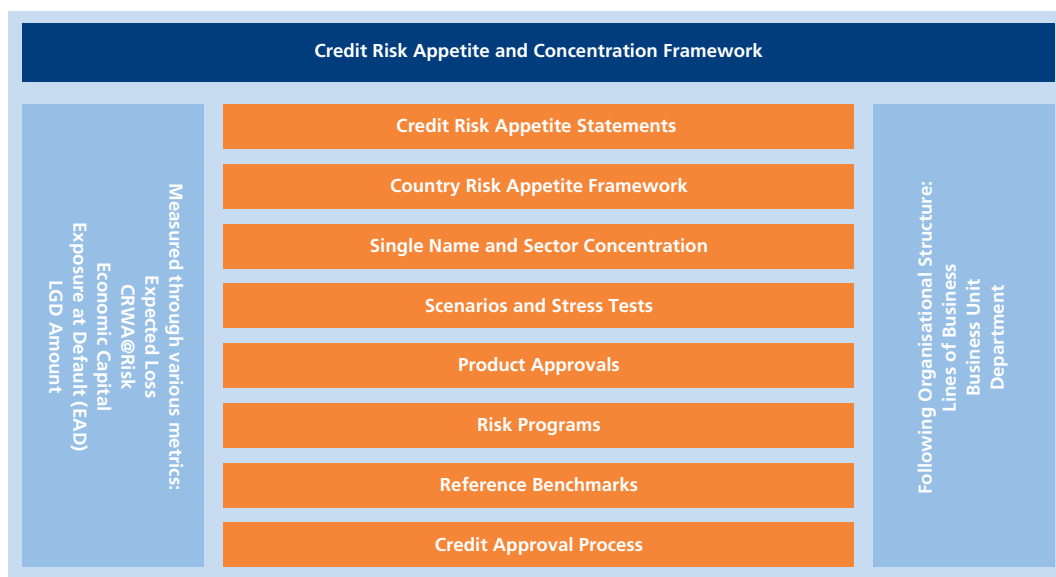 Credit Risk Appetite and Concentration Framework
Measured through various metrics:
Expected Loss
CRWA@Risk
Economic Capital
Exposure at Default (EAD)
LGD Amount
Credit Risk Appetite Statements
Country Risk Appetite Framework
Single Name and Sector Concentration
Scenarios and Stress Tests
Product Approvals
Risk Programs
Reference Benchmarks
Credit Approval Process
Following Organisational Structure:
Lines of Business
Business Unit
Department